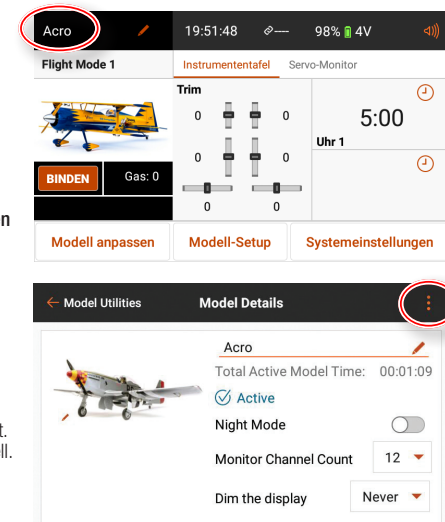 Acro 19:51:48 ---- 98% 4V
Flight Mode 1 Instrumententafel Servo-Monitor
Trim
0 0
5:00
Uhr 1
0 0
BINDEN Gas: 0
0 0
Modell anpassen Modell-Setup Systemeinstellungen
Model Utilities Model Details
Acro
Total Active Model Time: 00:01:09
Active
Night Mode
t.
Monitor Channel Count 12
Dim the display Never